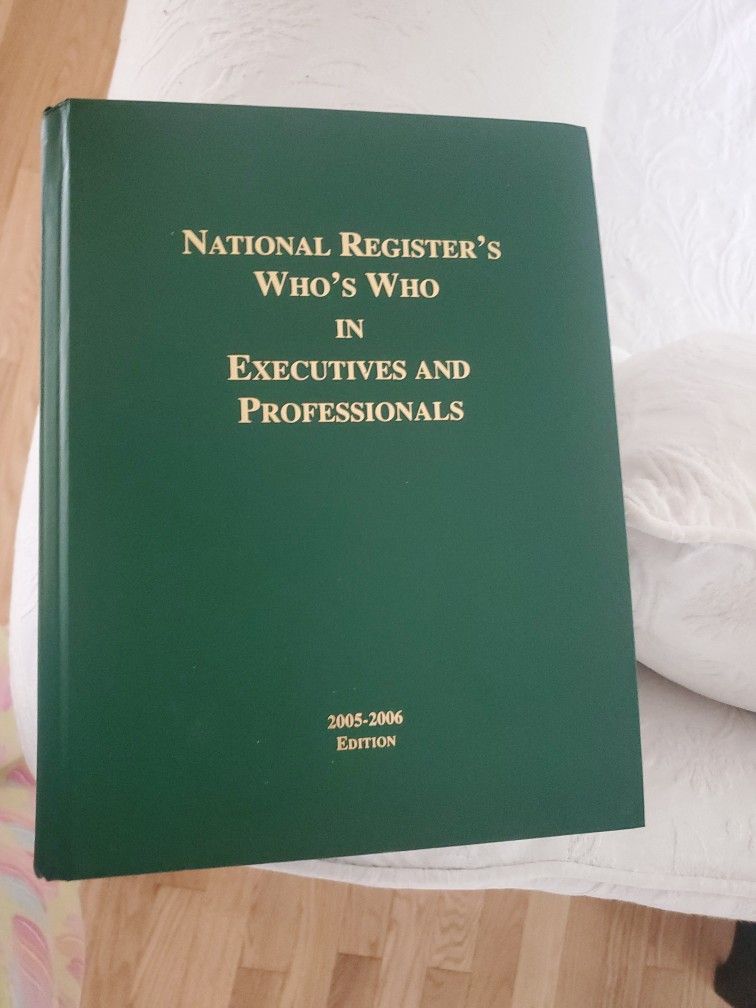 National Register's
Who's Who
in
Executives and
Professionals
2005-2006
Edition